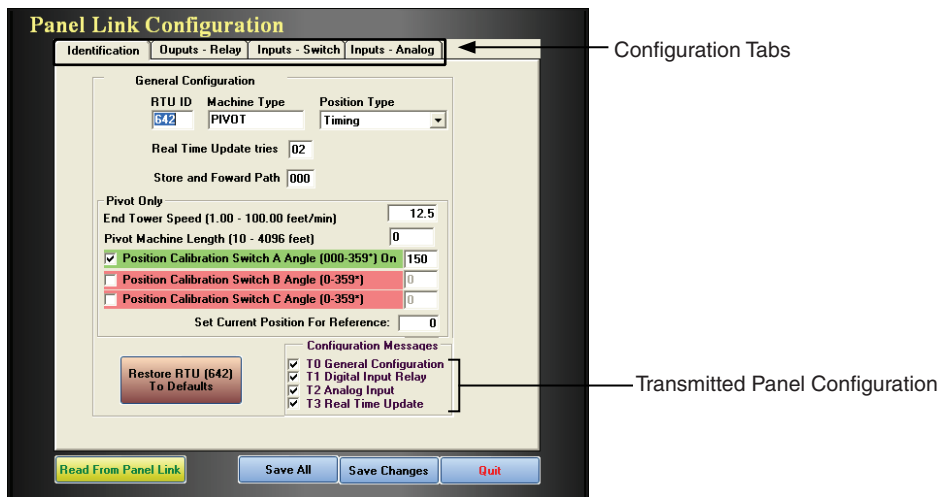 Panel Link Configuration
Identification Ouputs - Relay Inputs - Switch Inputs - Analog
Configuration Tabs
General Configuration
RTU ID Machine Type Position Type
642 PIVOT Timing
Real Time Update tries 02
Store and Foward Path 000
Pivot Only
End Tower Speed (1.00 - 100.00 feet/min) 12.5
Pivot Machine Length (10 - 4096 feet) 0
Position Calibration Switch A Angle (000-359°) On 150
Position Calibration Switch B Angle (0-359°) 0
Position Calibration Switch C Angle (0-359°) 0
Set Current Position For Reference: 0
Configuration Messages
T0 General Configuration
T1 Digital Input Relay
T2 Analog Input
T3 Real Time Update
Restore RTU (642)
To Defaults
Transmitted Panel Configuration
Read From Panel Link Save All Save Changes Quit